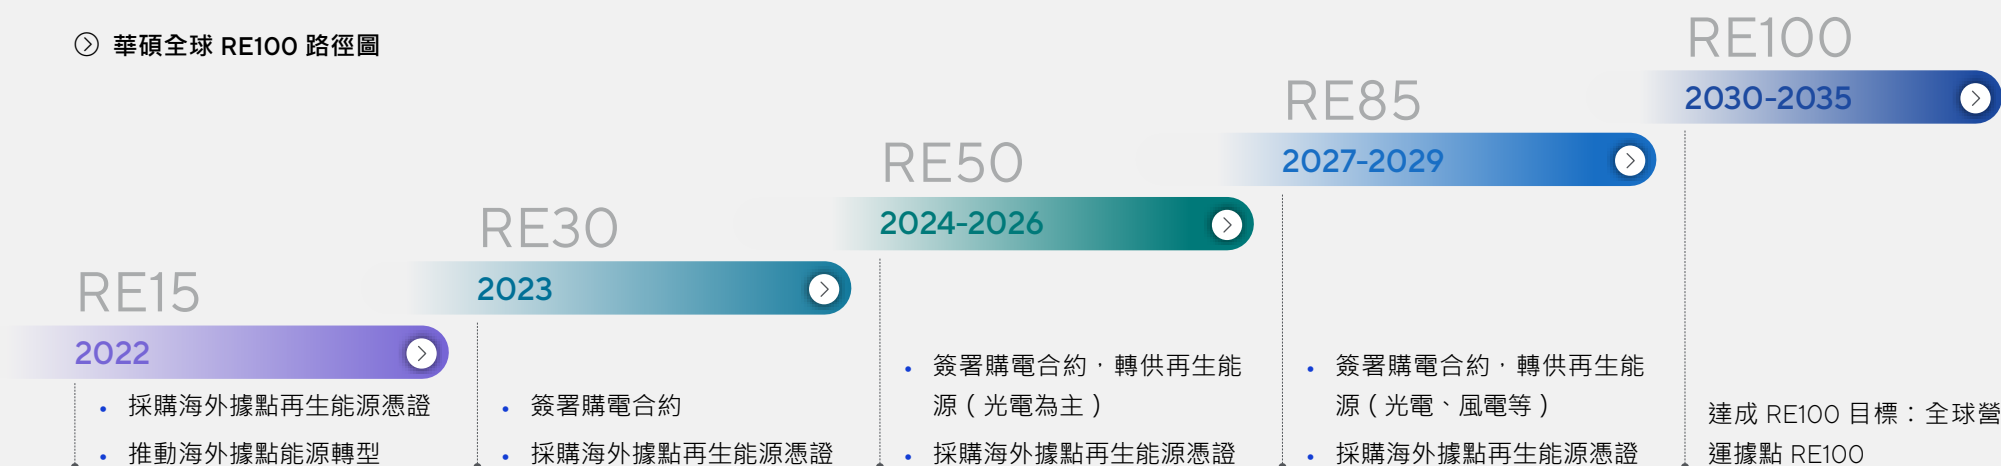 華碩全球 RE100 路徑圖
RE15
2022
• 採購海外據點再生能源憑證
• 推動海外據點能源轉型
RE30
2023
• 簽署購電合約
• 採購海外據點再生能源憑證
RE50
2024-2026
• 簽署購電合約，轉供再生能
源（光電為主）
• 採購海外據點再生能源憑證
RE85
2027-2029
• 簽署購電合約，轉供再生能
源（光電、風電等）
• 採購海外據點再生能源憑證
RE100
2030-2035
達成 RE100 目標：全球營
運據點 RE100